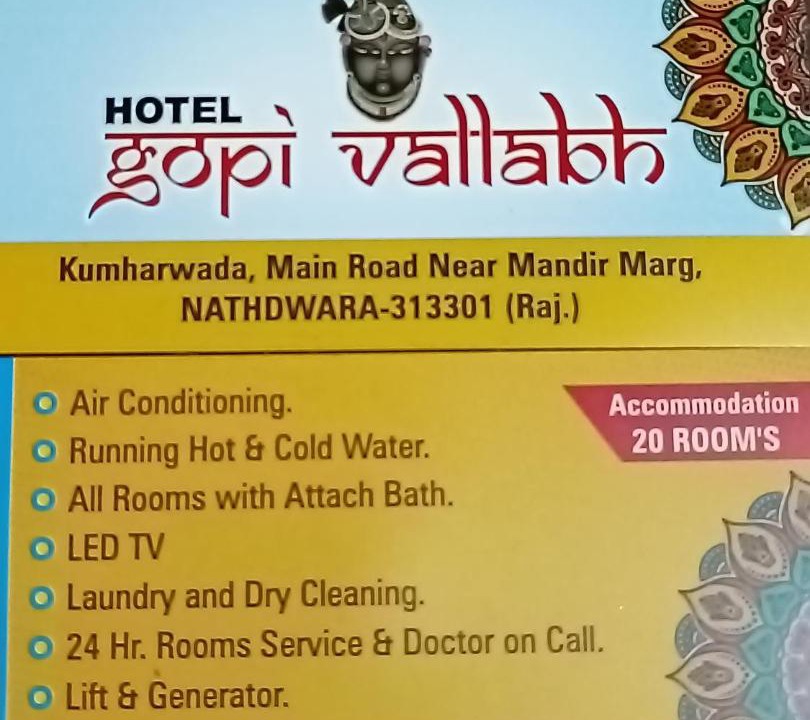 HOTEL
gopi vallabh
Kumharwada, Main Road Near Mandir Marg,
NATHDWARA-313301 (Raj.)
Air Conditioning.
Running Hot & Cold Water.
All Rooms with Attach Bath.
LED TV
Laundry and Dry Cleaning.
24 Hr. Rooms Service & Doctor on Call.
Lift & Generator.
Accommodation
20 ROOM'S